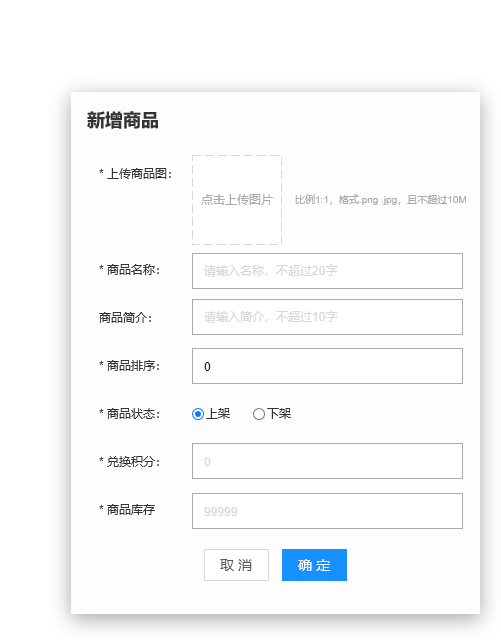 新增商品
* 上传商品图：
点击上传图片
比例1:1，格式.png .jpg，且不超过10M
* 商品名称：
请输入名称，不超过20字
商品简介：
请输入简介，不超过10字
* 商品排序：
0
* 商品状态：
上架 下架
* 兑换积分：
0
* 商品库存
99999
取 消 确 定